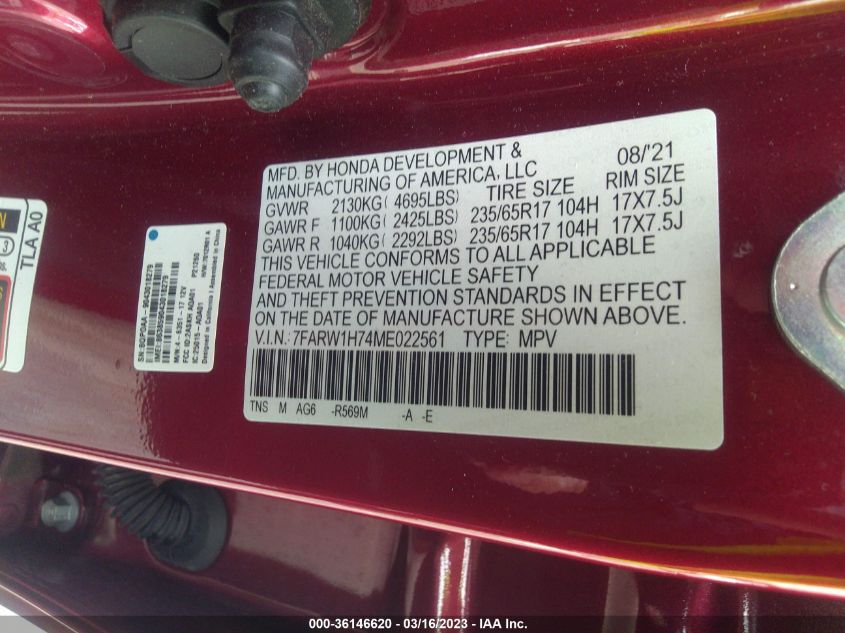 MFD. BY HONDA DEVELOPMENT & 08/'21
MANUFACTURING OF AMERICA, LLC
GVWR 2130KG( 4695LBS) TIRE SIZE RIM SIZE
GAWR F 1100KG( 2425LBS) 235/65R17 104H 17X7.5J
GAWR R 1040KG( 2292LBS) 235/65R17 104H 17X7.5J
THIS VEHICLE CONFORMS TO ALL APPLICABLE
FEDERAL MOTOR VEHICLE SAFETY
AND THEFT PREVENTION STANDARDS IN EFFECT
ON THE DATE OF MANUFACTURE SHOWN ABOVE.
V.I.N.: 7FARW1H74ME022561 TYPE: MPV
TNS M AG6 -R569M -A -E
TLA A0
N
3
%
000-36146620 - 03/16/2023 - IAA Inc.